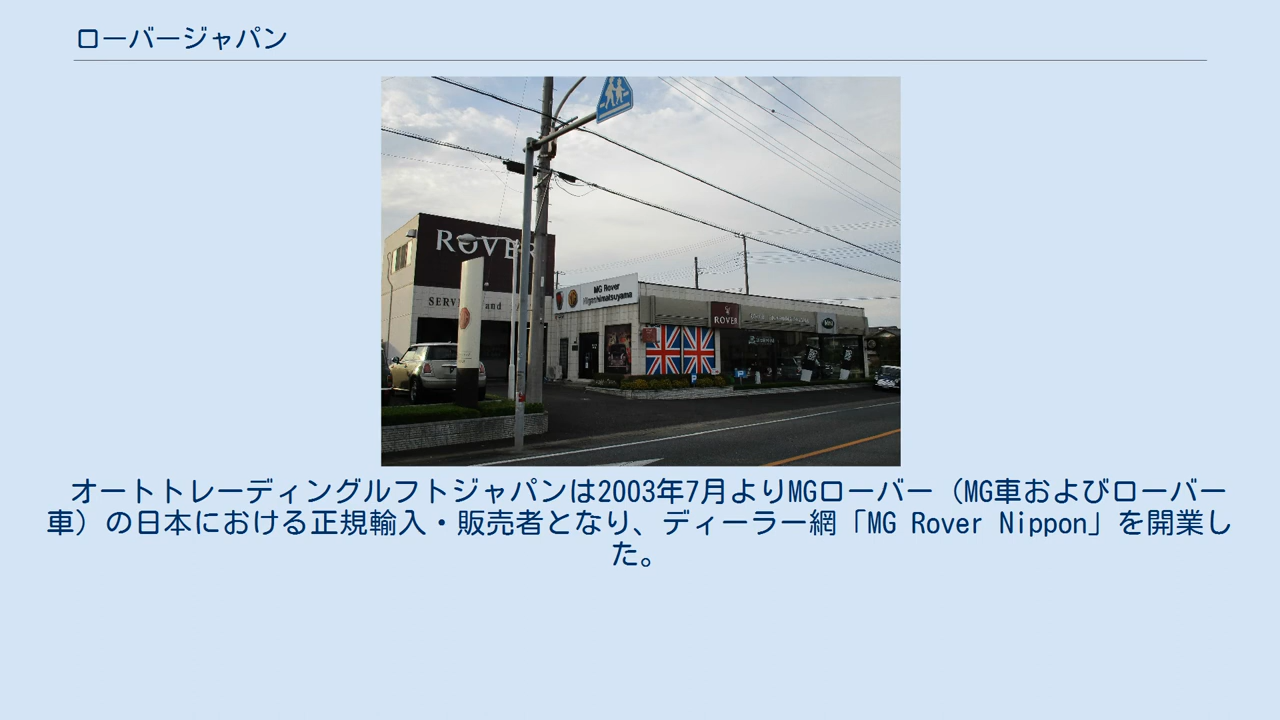 ローバージャパン
ROVER
SERVICE and
MG Rover
Higashimatsuyama
ROVER
オートトレーディングルフトジャパンは2003年7月よりMGローバー（MG車およびローバー
車）の日本における正規輸入・販売者となり、ディーラー網「MG Rover Nippon」を開業し
た。